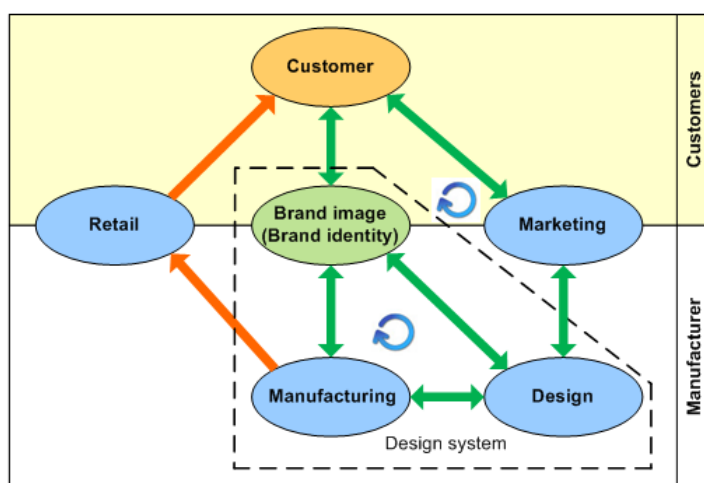 Customer
Customers
Retail
Brand image
(Brand identity)
Marketing
Manufacturer
Manufacturing
Design
Design system